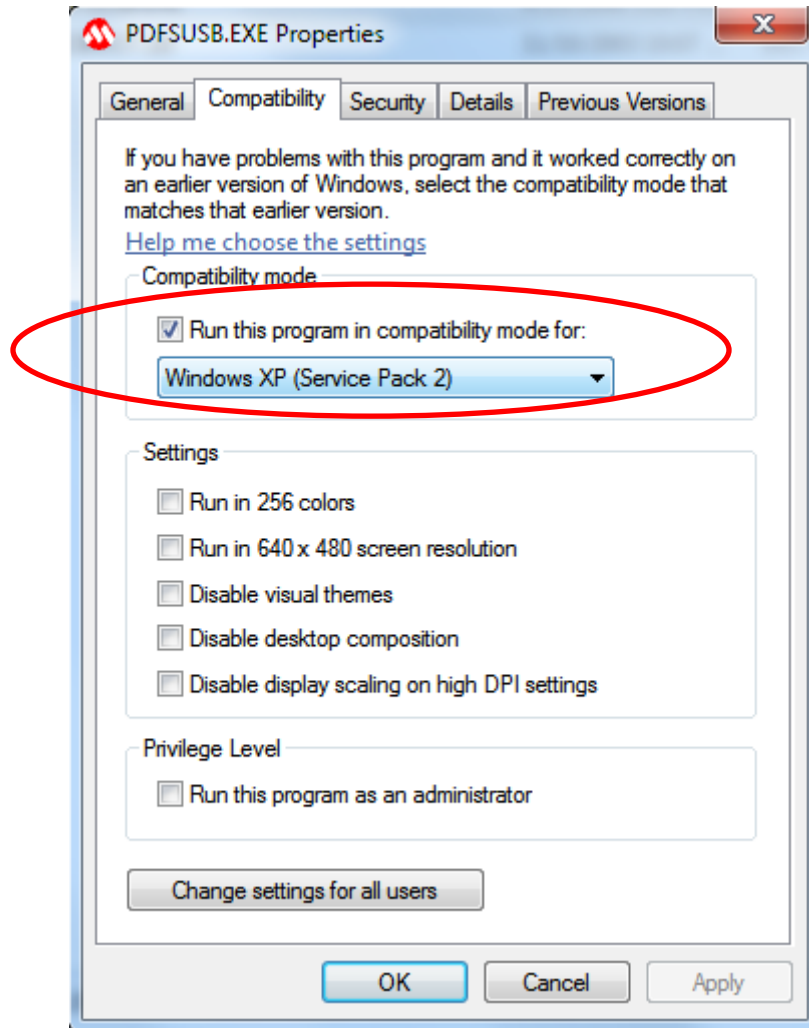 PDFSUSB.EXE Properties
General Compatibility Security Details Previous Versions
If you have problems with this program and it worked correctly on
an earlier version of Windows, select the compatibility mode that
matches that earlier version.
Help me choose the settings
Compatibility mode
Run this program in compatibility mode for:
Windows XP (Service Pack 2)
Settings
Run in 256 colors
Run in 640 x 480 screen resolution
Disable visual themes
Disable desktop composition
Disable display scaling on high DPI settings
Privilege Level
Run this program as an administrator
Change settings for all users
OK Cancel Apply